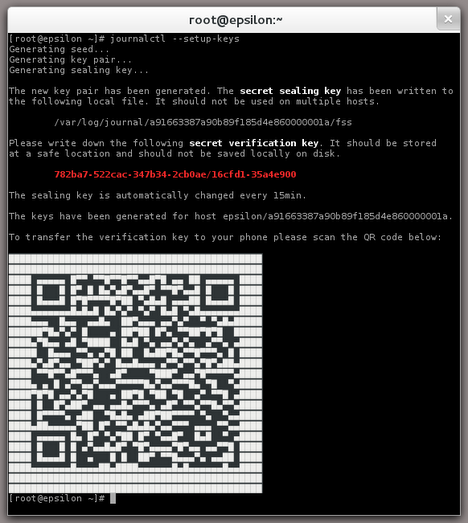 root@epsilon:~
[root@epsilon ~]# journalctl --setup-keys
Generating seed...
Generating key pair...
Generating sealing key...
The new key pair has been generated. The secret sealing key has been written to
the following local file. It should not be used on multiple hosts.
/var/log/journal/a91663387a90b89f185d4e860000001a/fss
Please write down the following secret verification key. It should be stored
at a safe location and should not be saved locally on disk.
782ba7-522cac-347b34-2cb0ae/16cfd1-35a4e900
The sealing key is automatically changed every 15min.
The keys have been generated for host epsilon/a91663387a90b89f185d4e860000001a.
To transfer the verification key to your phone please scan the QR code below:
[root@epsilon ~]#